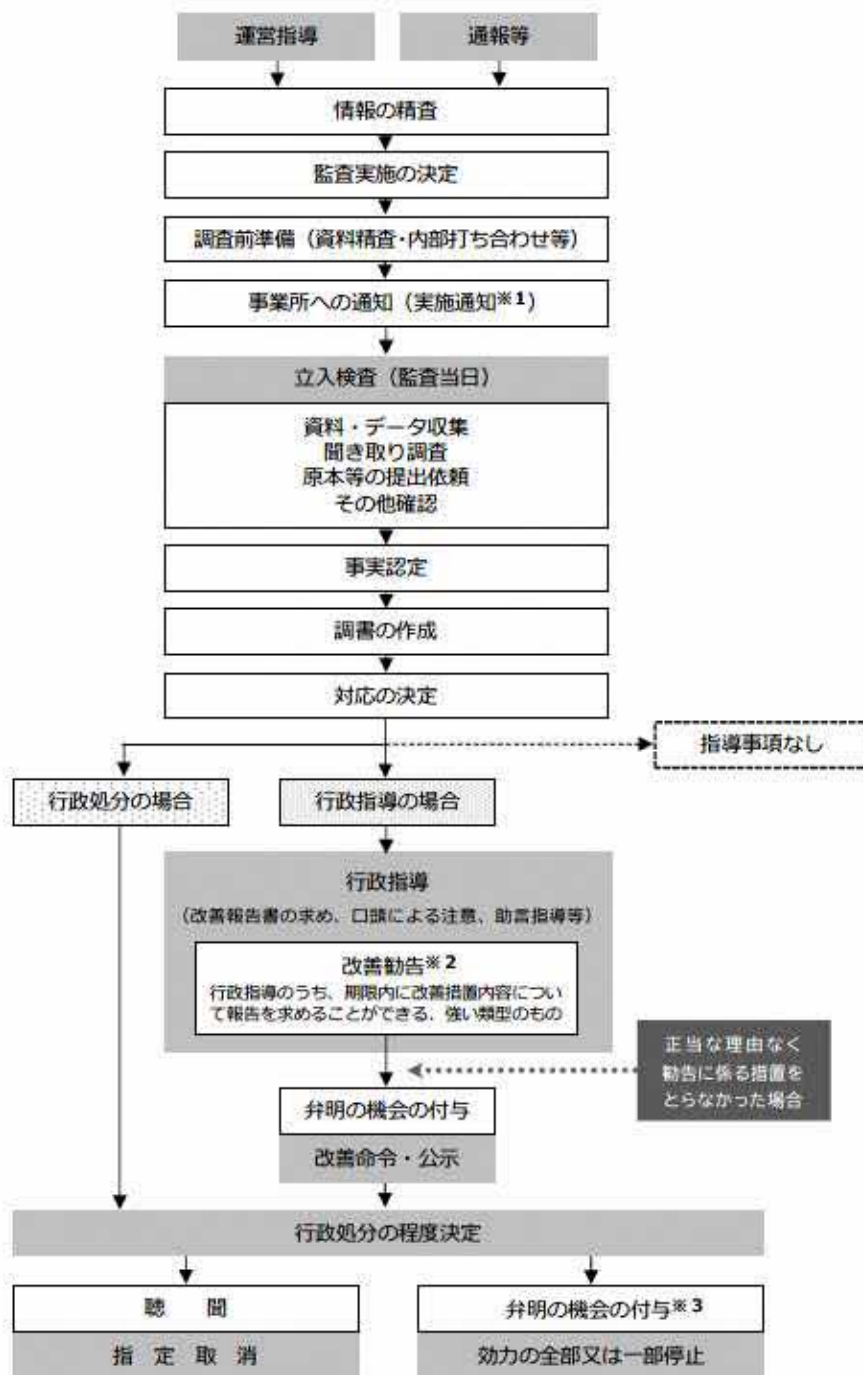 運営指導
通報等
情報の精査
監査実施の決定
調査前準備（資料精査・内部打ち合わせ等）
事業所への通知（実施通知※1）
立入検査（監査当日）
資料・データ収集
聞き取り調査
原本等の提出依頼
その他確認
事実認定
調書の作成
対応の決定
指導事項なし
行政処分の場合
行政指導の場合
行政指導
（改善報告書の求め、口頭による注意、助言指導等）
改善勧告※2
行政指導のうち、期限内に改善措置内容につい
て報告を求めることができる、強い類型のもの
正当な理由なく
勧告に係る措置を
とらなかった場合
弁明の機会の付与
改善命令・公示
行政処分の程度決定
聴　聞
弁明の機会の付与※3
指 定 取 消
効力の全部又は一部停止